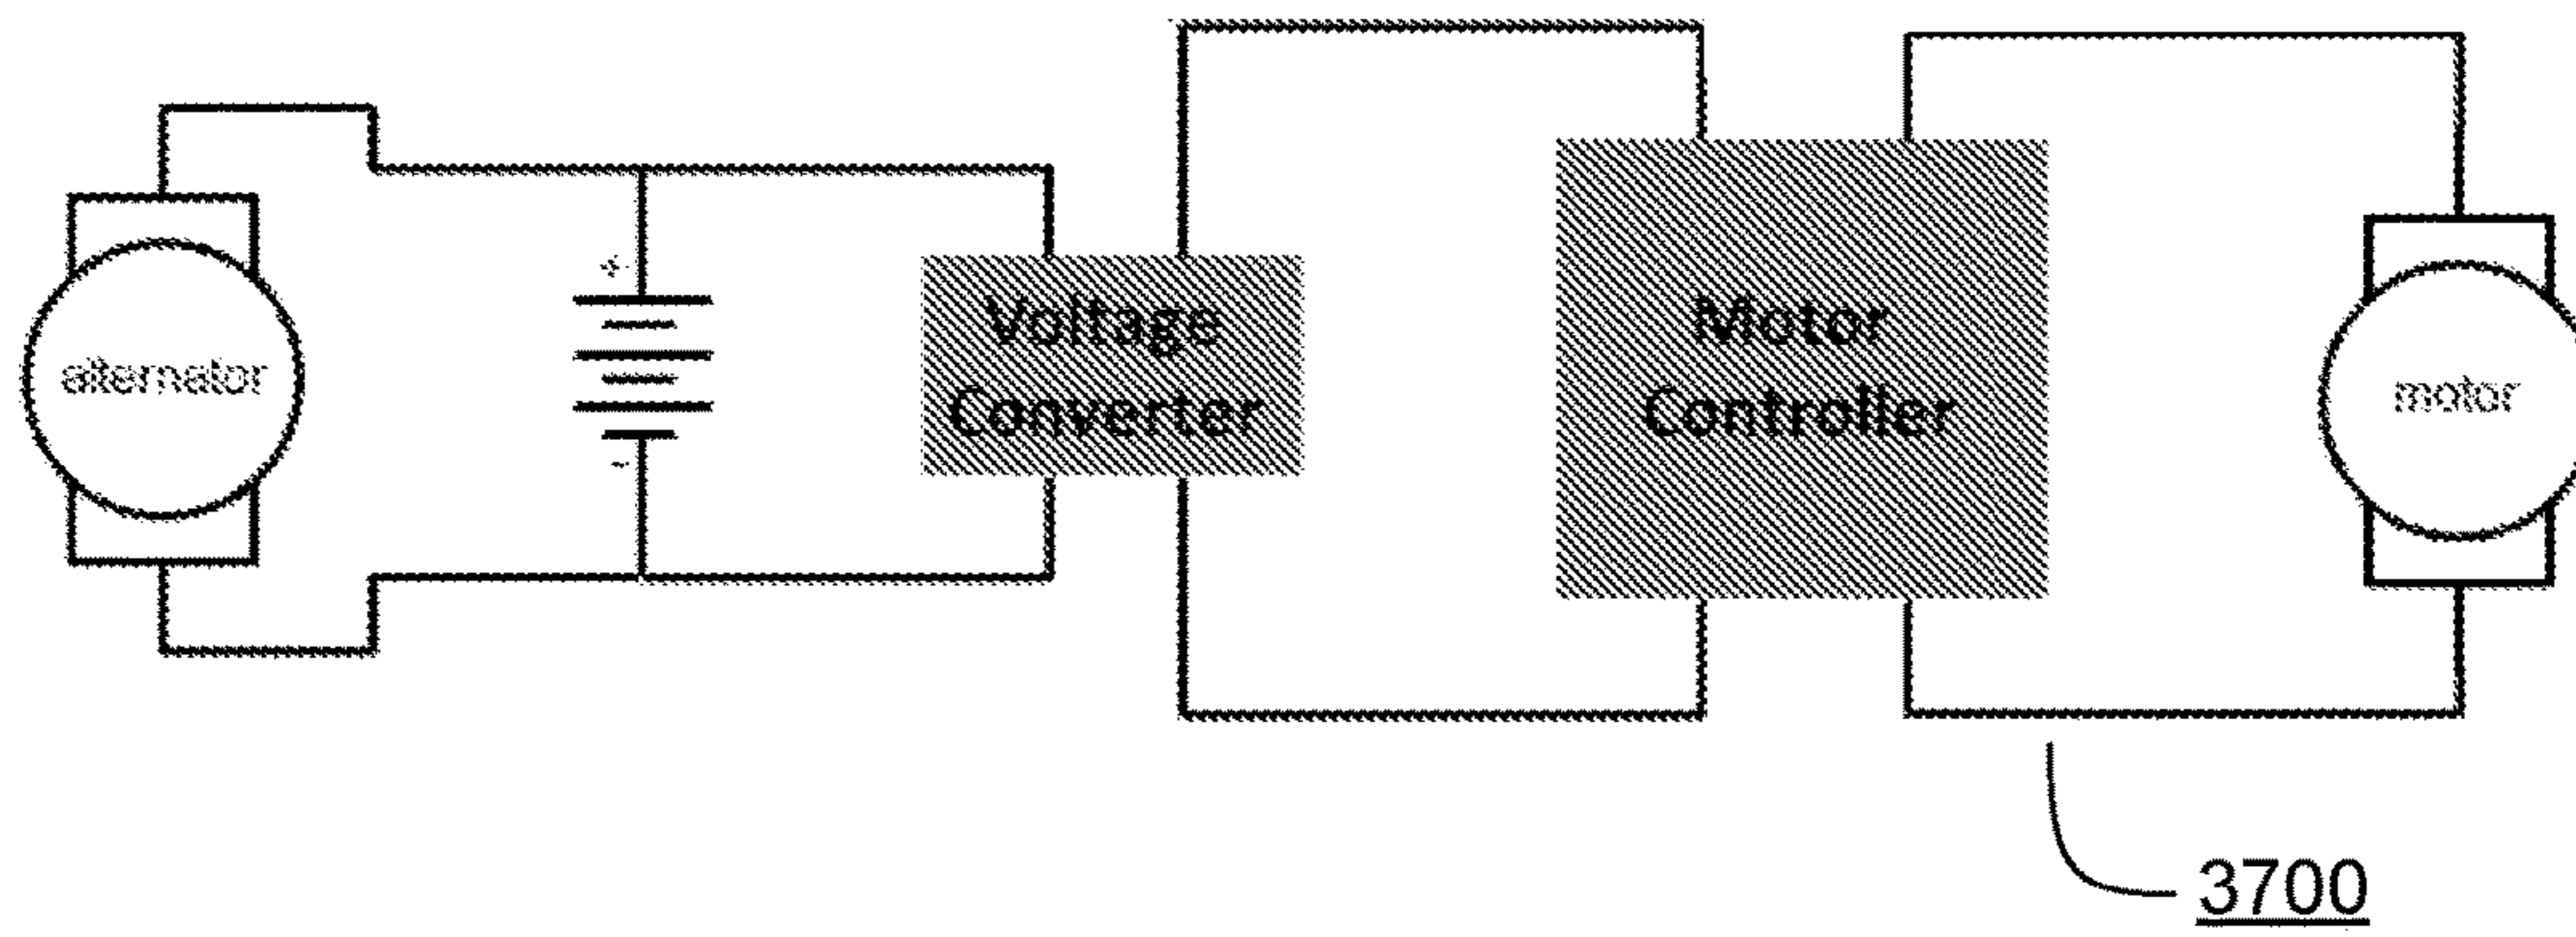 alternator
+
-
Voltage
Converter
Motor
Controller
motor
3700